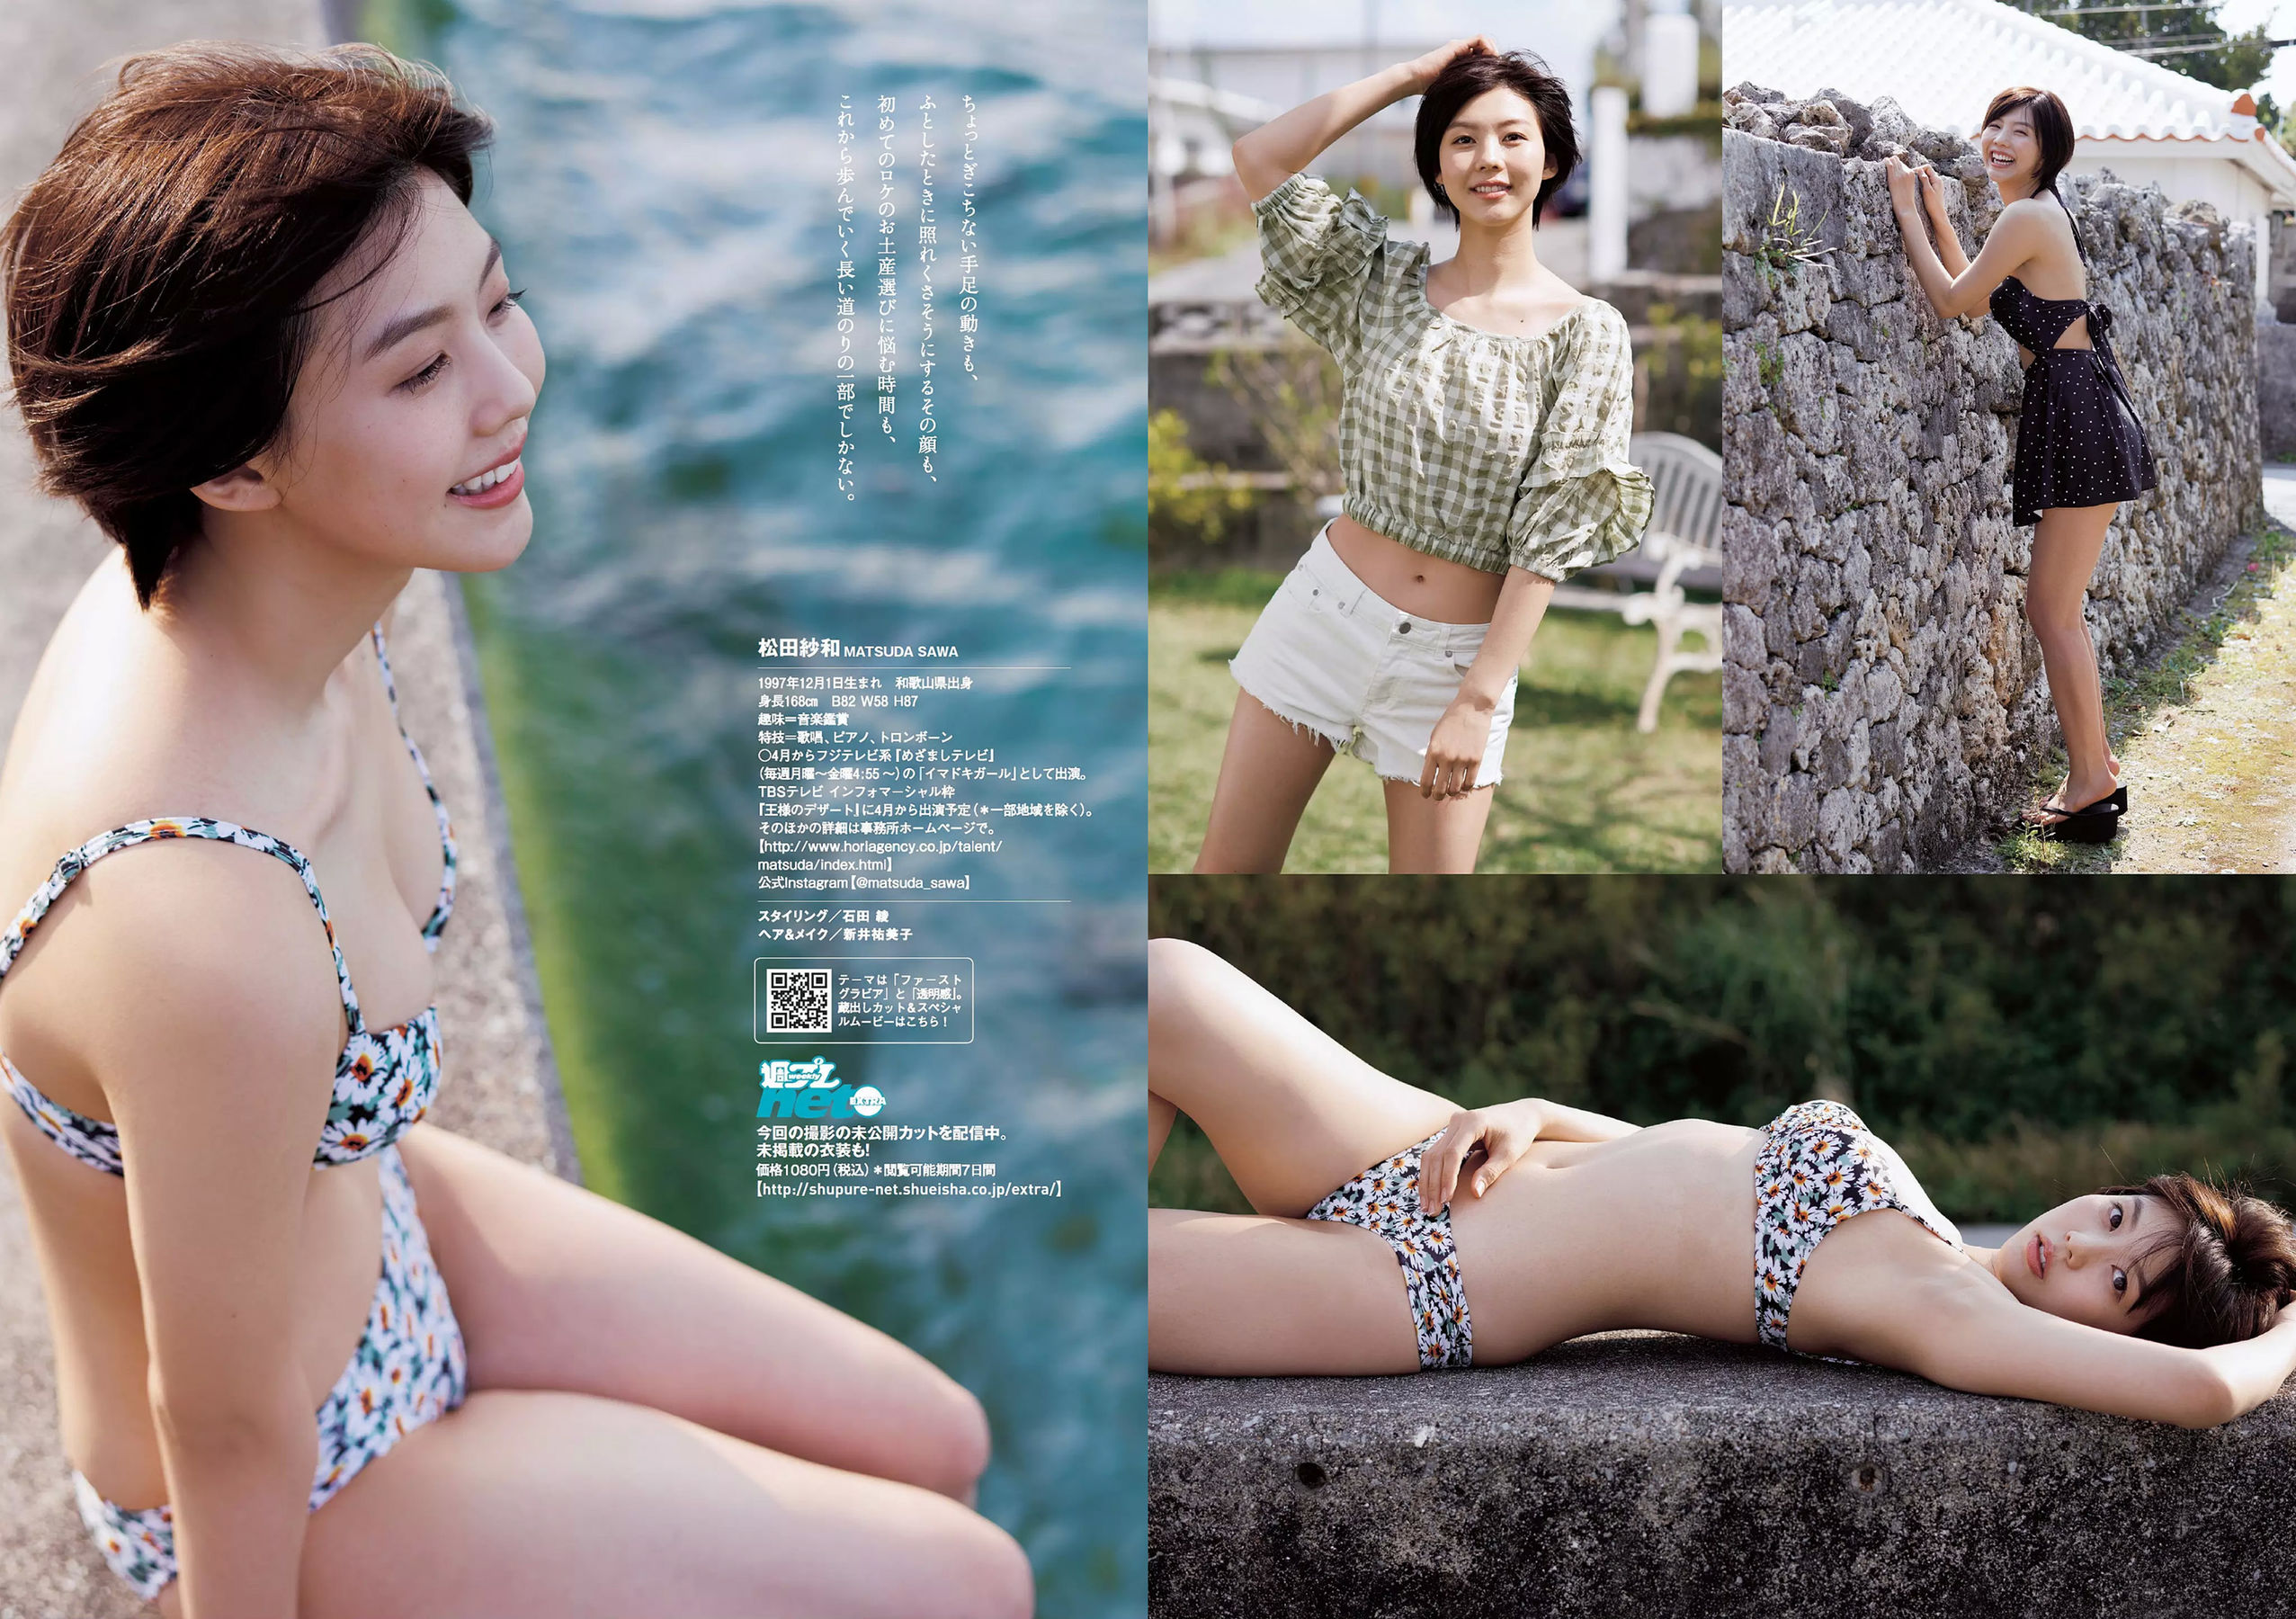 ちょっとぎこちない手足の動きも、
ふとしたときに照れくさそうにするその顔も、
初めてのロケのお土産選びに悩む時間も、
これから歩んでいく長い道のりの一部でしかない。
松田紗和 MATSUDA SAWA
1997年12月1日生まれ　和歌山県出身
身長168㎝　B82 W58 H87
趣味＝音楽鑑賞
特技＝歌唱、ピアノ、トロンボーン
○4月からフジテレビ系『めざましテレビ』
（毎週月曜〜金曜4:55〜）の「イマドキガール」として出演。
TBSテレビ インフォマーシャル枠
『王様のデザート』に4月から出演予定（＊一部地域を除く）。
そのほかの詳細は事務所ホームページで。
【http://www.horiagency.co.jp/talent/
matsuda/index.html】
公式Instagram【@matsuda_sawa】
スタイリング／石田 綾
ヘア&メイク／新井祐美子
テーマは「ファースト
グラビア」と「透明感」。
蔵出しカット＆スペシャ
ルムービーはこちら！
週プレ weekly
net EXTRA
今回の撮影の未公開カットを配信中。
未掲載の衣装も!
価格1080円（税込）＊閲覧可能期間7日間
【http://shupure-net.shueisha.co.jp/extra/】